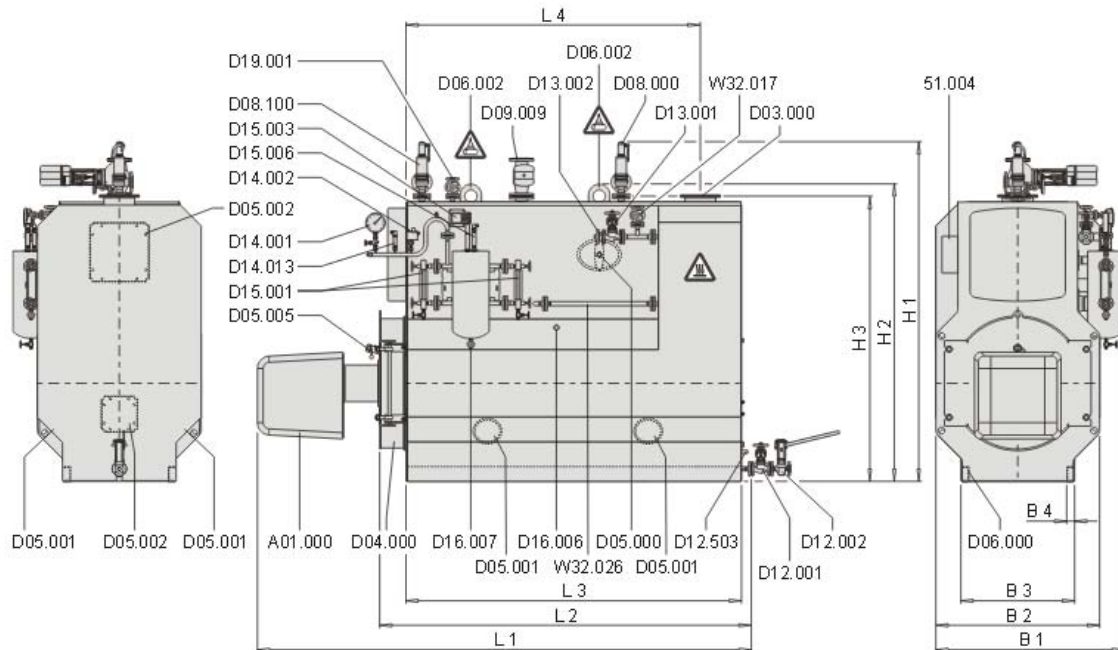 L 4
D06.002
D19.001
D06.002
D13.002
D08.000
W32.017
51.004
D08.100
D09.009
D13.001
D03.000
D15.003
D15.006
D14.002
D05.002
D14.001
D14.013
D15.001
D05.005
H 3
H 2
H 1
B 4
D05.001
D05.002
D05.001
A01.000
D04.000
D16.007
D16.006
D05.000
D12.503
D12.002
D06.000
D05.001
W32.026
D05.001
D12.001
L 3
B 3
L 2
B 2
L 1
B 1